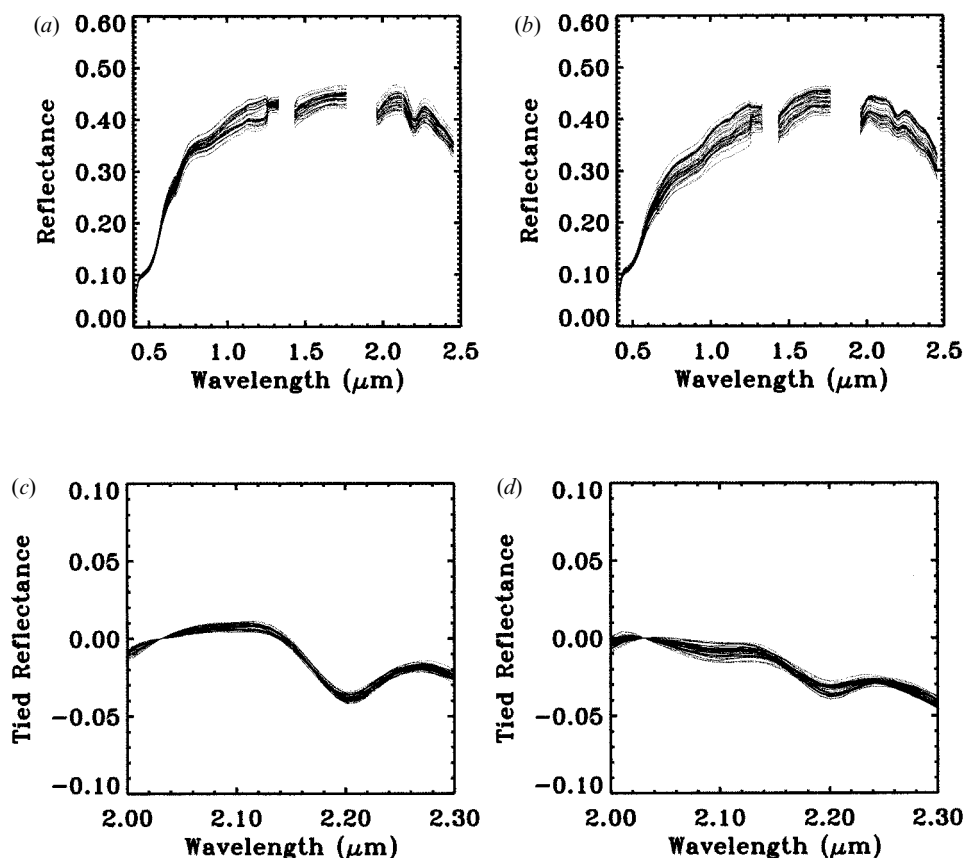 (a)
0.60
0.50
0.40
0.30
0.20
0.10
0.00
Reflectance
0.5 1.0 1.5 2.0 2.5
Wavelength (μm)
(b)
0.60
0.50
0.40
0.30
0.20
0.10
0.00
Reflectance
0.5 1.0 1.5 2.0 2.5
Wavelength (μm)
(c)
0.10
0.05
0.00
−0.05
−0.10
Tied Reflectance
2.00 2.10 2.20 2.30
Wavelength (μm)
(d)
0.10
0.05
0.00
−0.05
−0.10
Tied Reflectance
2.00 2.10 2.20 2.30
Wavelength (μm)